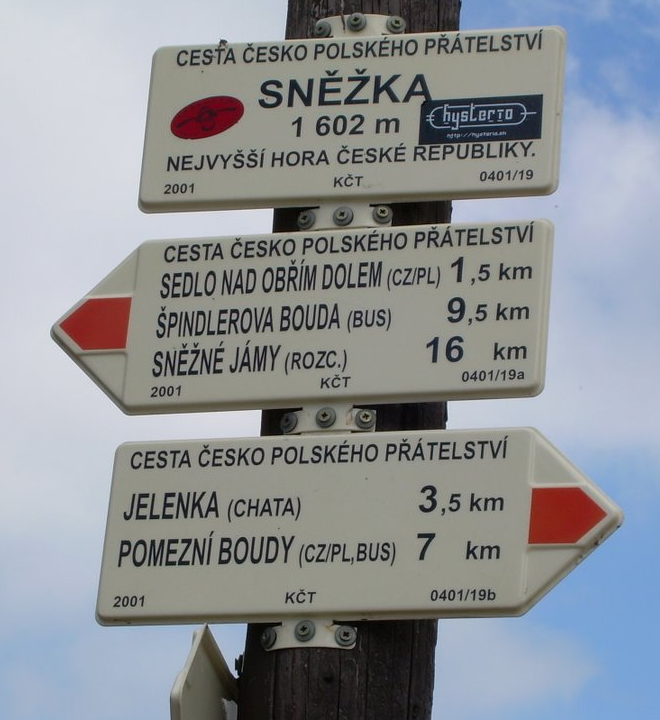 CESTA ČESKO POLSKÉHO PŘÁTELSTVÍ
SNĚŽKA
1 602 m
hysteria
http://hysteria.sk
NEJVYŠŠÍ HORA ČESKÉ REPUBLIKY.
2001 KČT 0401/19
CESTA ČESKO POLSKÉHO PŘÁTELSTVÍ
SEDLO NAD OBŘÍM DOLEM (CZ/PL) 1,5 km
ŠPINDLEROVA BOUDA (BUS) 9,5 km
SNĚŽNÉ JÁMY (ROZC.) 16 km
2001 KČT 0401/19a
CESTA ČESKO POLSKÉHO PŘÁTELSTVÍ
JELENKA (CHATA) 3,5 km
POMEZNÍ BOUDY (CZ/PL,BUS) 7 km
2001 KČT 0401/19b